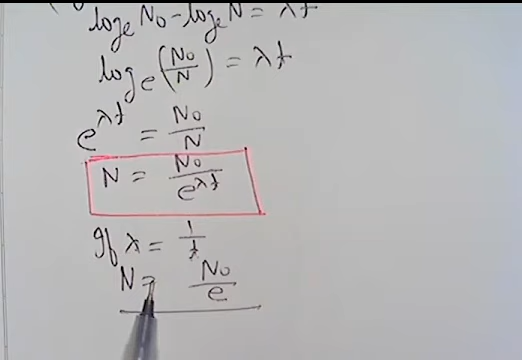 logₑ N₀ - logₑ N = λt
logₑ (N₀/N) = λt
e^λt = N₀/N
N = N₀/e^λt
If λ = 1/t
N = N₀/e